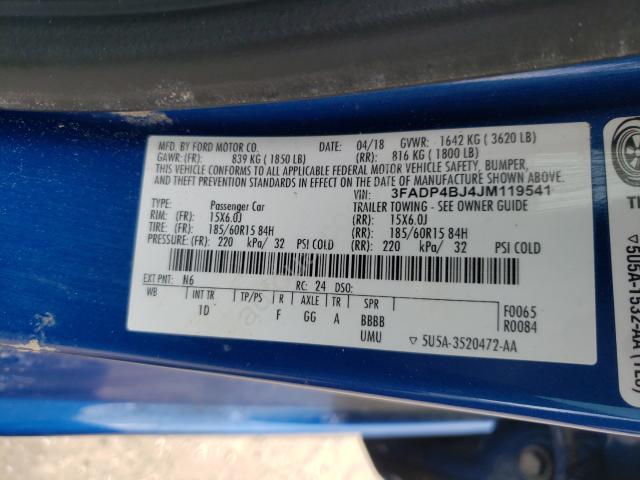 MFD. BY FORD MOTOR CO. 04/18 GVWR: 1642 KG ( 3620 LB)
GAWR: (FR): 839 KG ( 1850 LB) (RR): 816 KG ( 1800 LB)
THIS VEHICLE CONFORMS TO ALL APPLICABLE FEDERAL MOTOR VEHICLE SAFETY, BUMPER,
AND THEFT PREVENTION STANDARDS IN EFFECT ON THE DATE OF MANUFACTURE SHOWN ABOVE.
VIN: 3FADP4BJ4JM119541
TYPE: Passenger Car TRAILER TOWING - SEE OWNER GUIDE
RIM: (FR): 15X6.0J (RR): 15X6.0J
TIRE: (FR): 185/60R15 84H (RR): 185/60R15 84H
PRESSURE: (FR): 220 kPa/ 32 PSI COLD (RR): 220 kPa/ 32 PSI COLD
EXT PNT: N6 RC: 24 DSO:
WB INT TR TP/PS R AXLE TR SPR F0065
1D F GG A BBBB R0084
UMU ▽ 5U5A-3520472-AA
TH